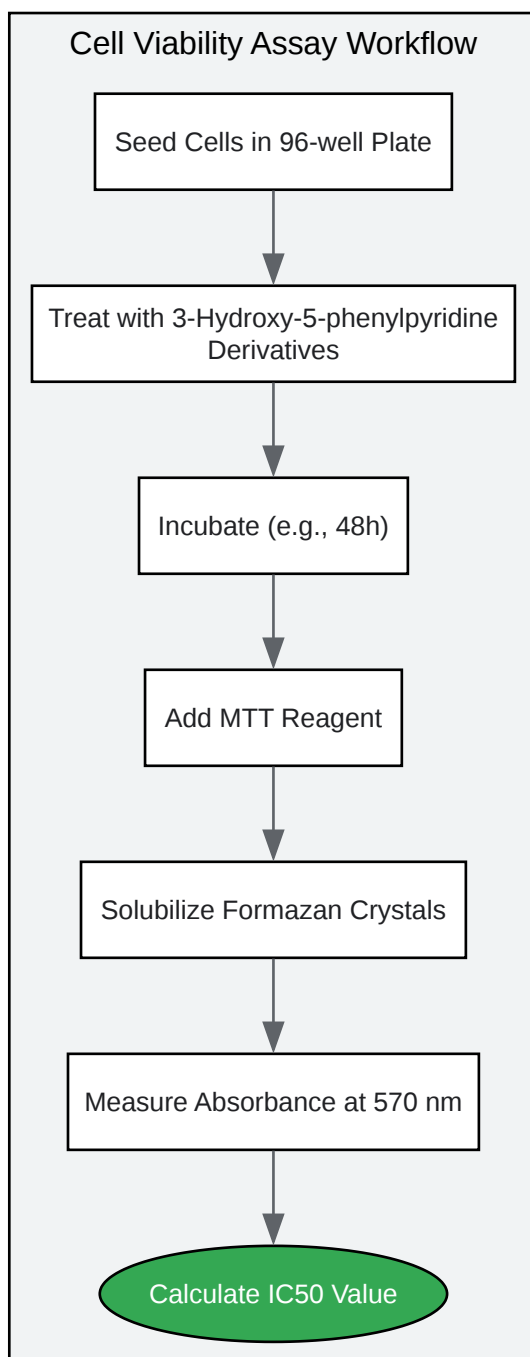 Cell Viability Assay Workflow
Seed Cells in 96-well Plate
Treat with 3-Hydroxy-5-phenylpyridine
Derivatives
Incubate (e.g., 48h)
Add MTT Reagent
Solubilize Formazan Crystals
Measure Absorbance at 570 nm
Calculate IC50 Value